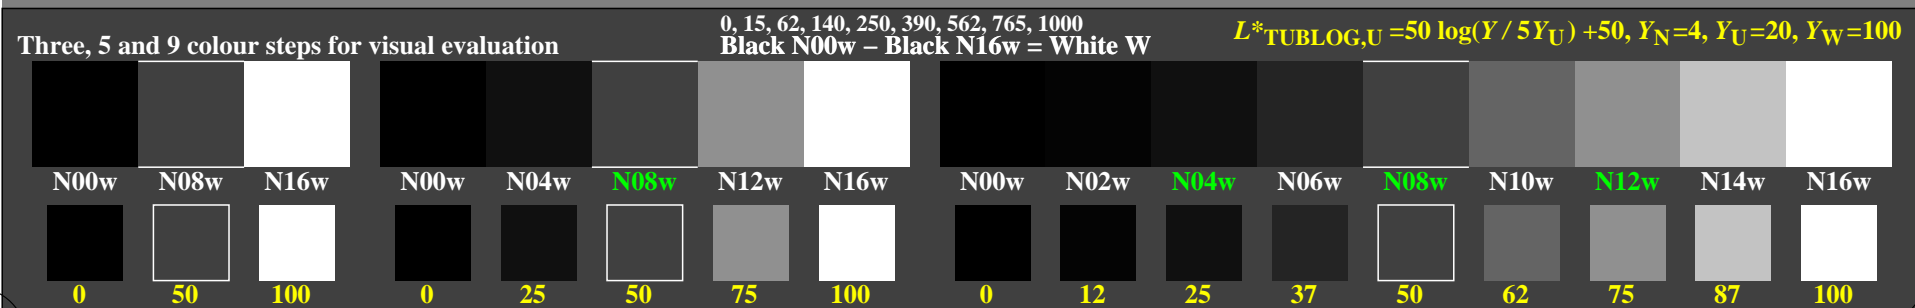 Three, 5 and 9 colour steps for visual evaluation
0, 15, 62, 140, 250, 390, 562, 765, 1000
Black N00w – Black N16w = White W
L*TUBLOG,U =50 log(Y / 5YU) +50, YN=4, YU=20, YW=100
N00w N08w N16w N00w N04w N08w N12w N16w N00w N02w N04w N06w N08w N10w N12w N14w N16w
0 50 100 0 25 50 75 100 0 12 25 37 50 62 75 87 100